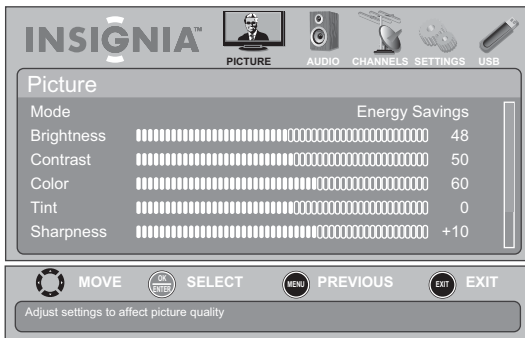 INSIGNIA™
PICTURE AUDIO CHANNELS SETTINGS USB
Picture
Mode Energy Savings
Brightness 48
Contrast 50
Color 60
Tint 0
Sharpness +10
MOVE OK ENTER SELECT MENU PREVIOUS EXIT EXIT
Adjust settings to affect picture quality